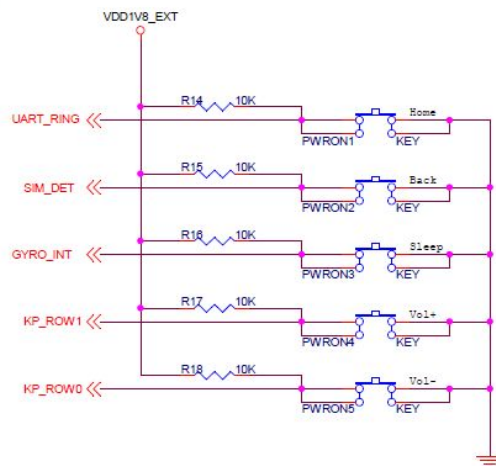 VDD1V8_EXT
R14 10K Home
UART_RING
PWRON1 KEY
R15 10K Back
SIM_DET
PWRON2 KEY
R16 10K Sleep
GYRO_INT
PWRON3 KEY
R17 10K Vol+
KP_ROW1
PWRON4 KEY
R18 10K Vol-
KP_ROW0
PWRON5 KEY